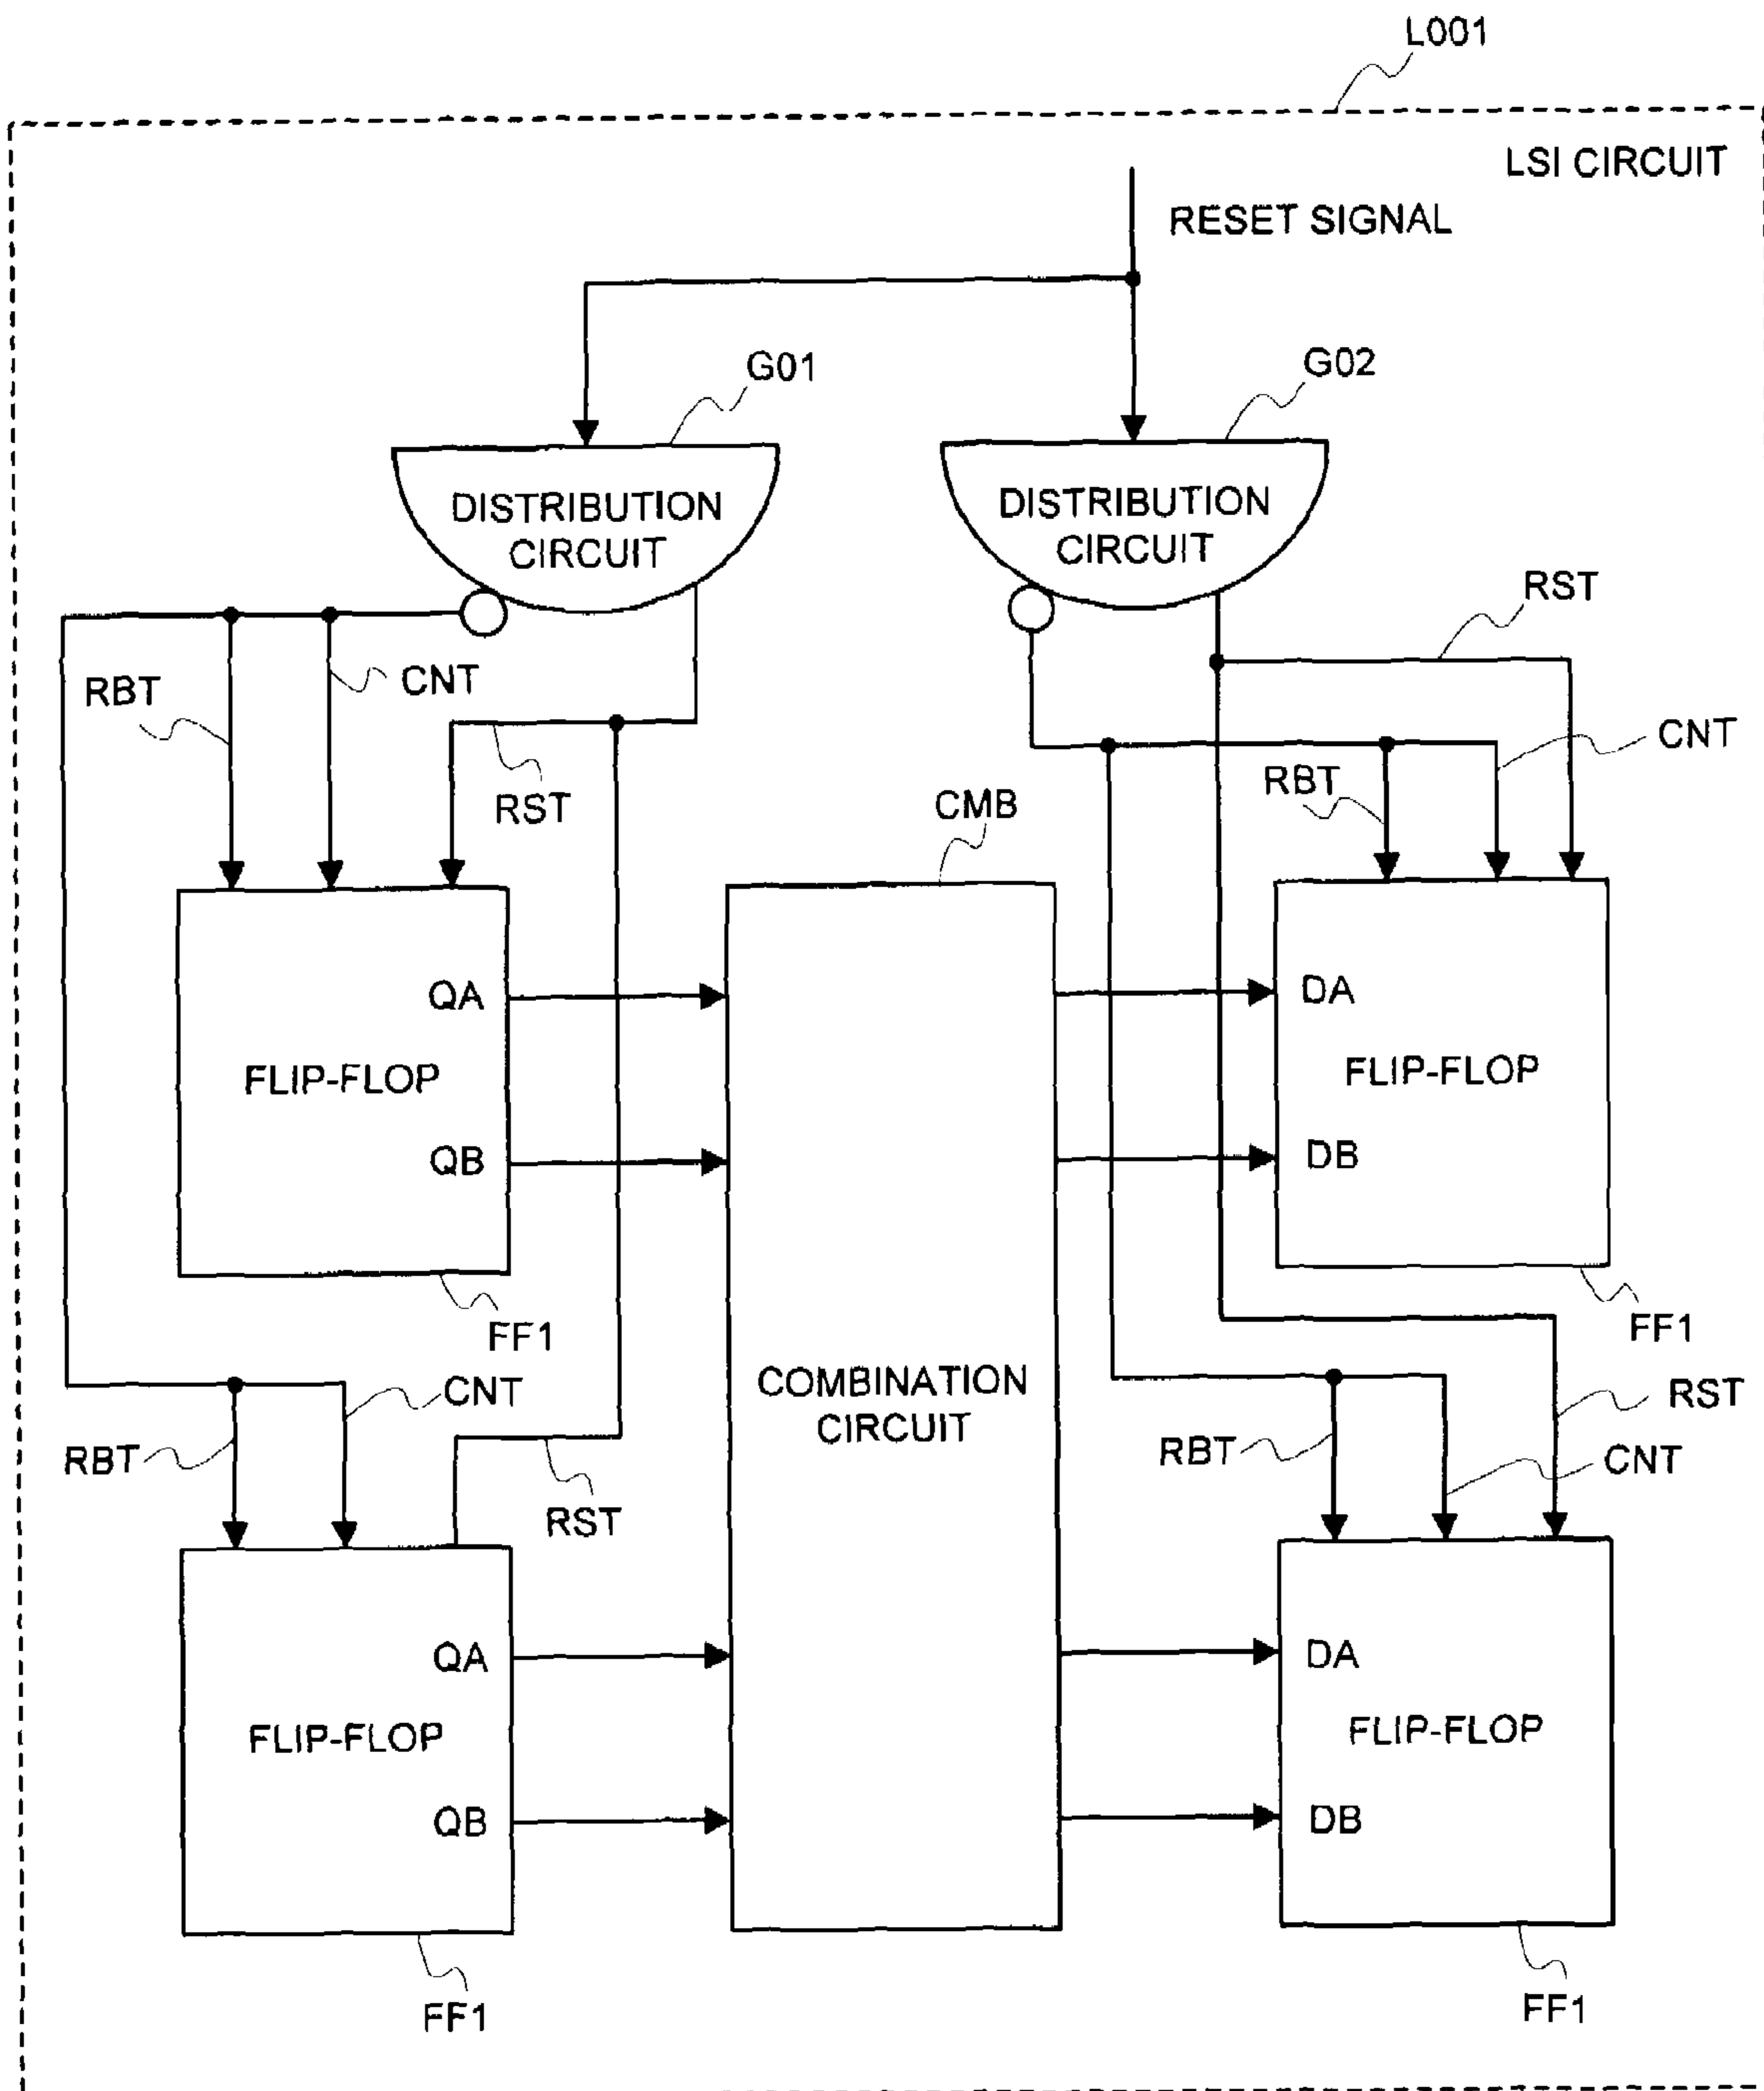 L001
LSI CIRCUIT
RESET SIGNAL
G01
G02
DISTRIBUTION
CIRCUIT
DISTRIBUTION
CIRCUIT
RST
RBT
CNT
RST
CNT
RBT
CMB
QA
FLIP-FLOP
QB
FF1
DA
FLIP-FLOP
DB
FF1
COMBINATION
CIRCUIT
CNT
RBT
RST
RST
RBT
CNT
QA
FLIP-FLOP
QB
FF1
DA
FLIP-FLOP
DB
FF1